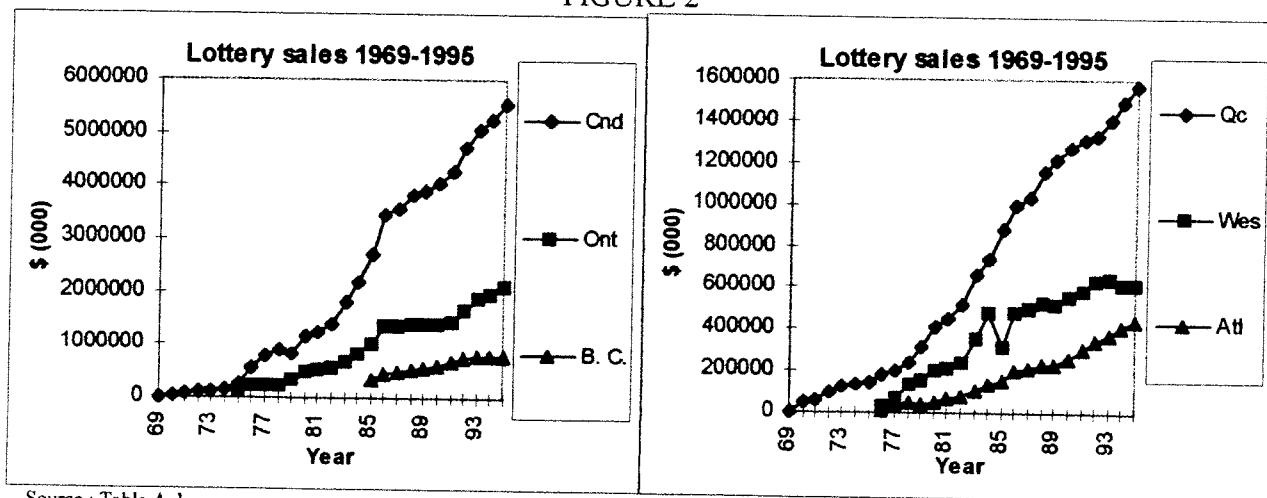 FIGURE 2
Lottery sales 1969-1995
6000000
5000000
4000000
3000000
2000000
1000000
0
$ (000)
69
73
77
81
85
89
93
Year
Cnd
Ont
B. C.
Lottery sales 1969-1995
1600000
1400000
1200000
1000000
800000
600000
400000
200000
0
$ (000)
69
73
77
81
85
89
93
Year
Qc
Wes
Atl
Source : Table A-1